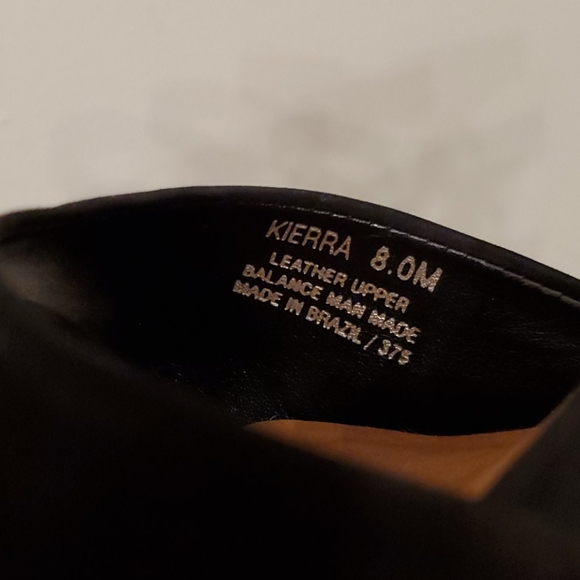 KIERRA 8.0M
LEATHER UPPER
BALANCE MAN MADE
MADE IN BRAZIL / 375